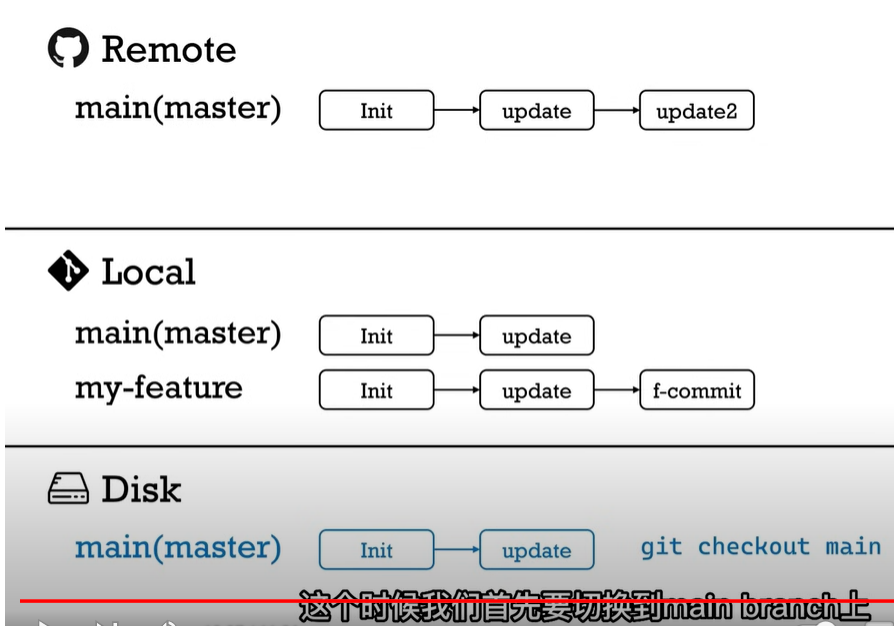 Remote
main(master) Init update update2
Local
main(master) Init update
my-feature Init update f-commit
Disk
main(master) Init update git checkout main
这个时候我们首先要切换到main branch上